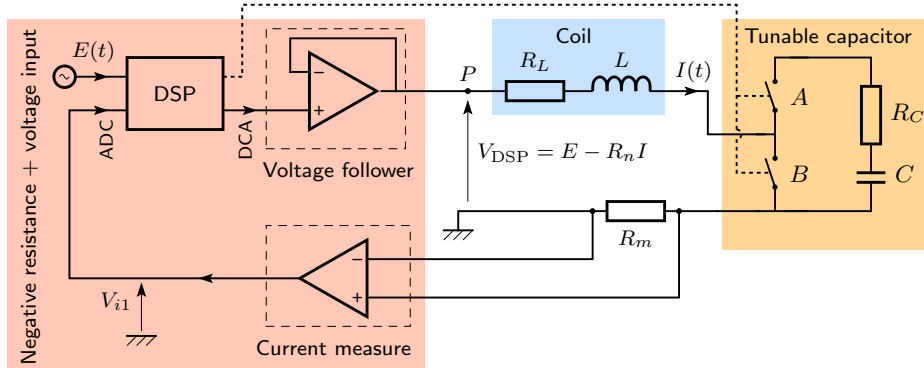 Negative resistance + voltage input
E(t)
DSP
ADC
DCA
−
+
Voltage follower
P
V_DSP = E − R_n I
Coil
R_L
L
I(t)
Tunable capacitor
A
B
R_C
C
R_m
−
+
V_i1
Current measure